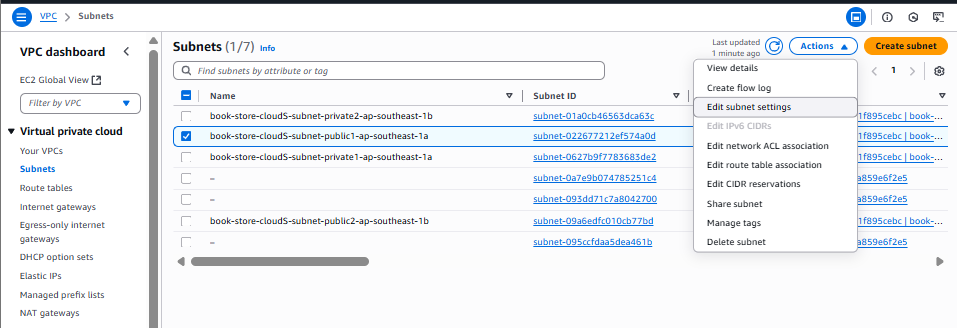 VPC > Subnets
VPC dashboard
EC2 Global View
Filter by VPC
Virtual private cloud
Your VPCs
Subnets
Route tables
Internet gateways
Egress-only internet gateways
DHCP option sets
Elastic IPs
Managed prefix lists
NAT gateways
Subnets (1/7) Info
Last updated
1 minute ago
Actions
Create subnet
Find subnets by attribute or tag
1
View details
Create flow log
Edit subnet settings
Edit IPv6 CIDRs
Edit network ACL association
Edit route table association
Edit CIDR reservations
Share subnet
Manage tags
Delete subnet
Name Subnet ID
book-store-cloud5-subnet-private2-ap-southeast-1b subnet-01a0cb46563dca63c 1f895cebc | book-...
book-store-cloud5-subnet-public1-ap-southeast-1a subnet-022677212ef574a0d 1f895cebc | book-...
book-store-cloud5-subnet-private1-ap-southeast-1a subnet-0627b9f7783683de2 1f895cebc | book-...
– subnet-0a7e9b074785251c4 a859e6f2e5
– subnet-093dd71c7a8042700 a859e6f2e5
book-store-cloud5-subnet-public2-ap-southeast-1b subnet-09a6edfc010cb77bd 1f895cebc | book-...
– subnet-095ccfdaa5dea461b a859e6f2e5